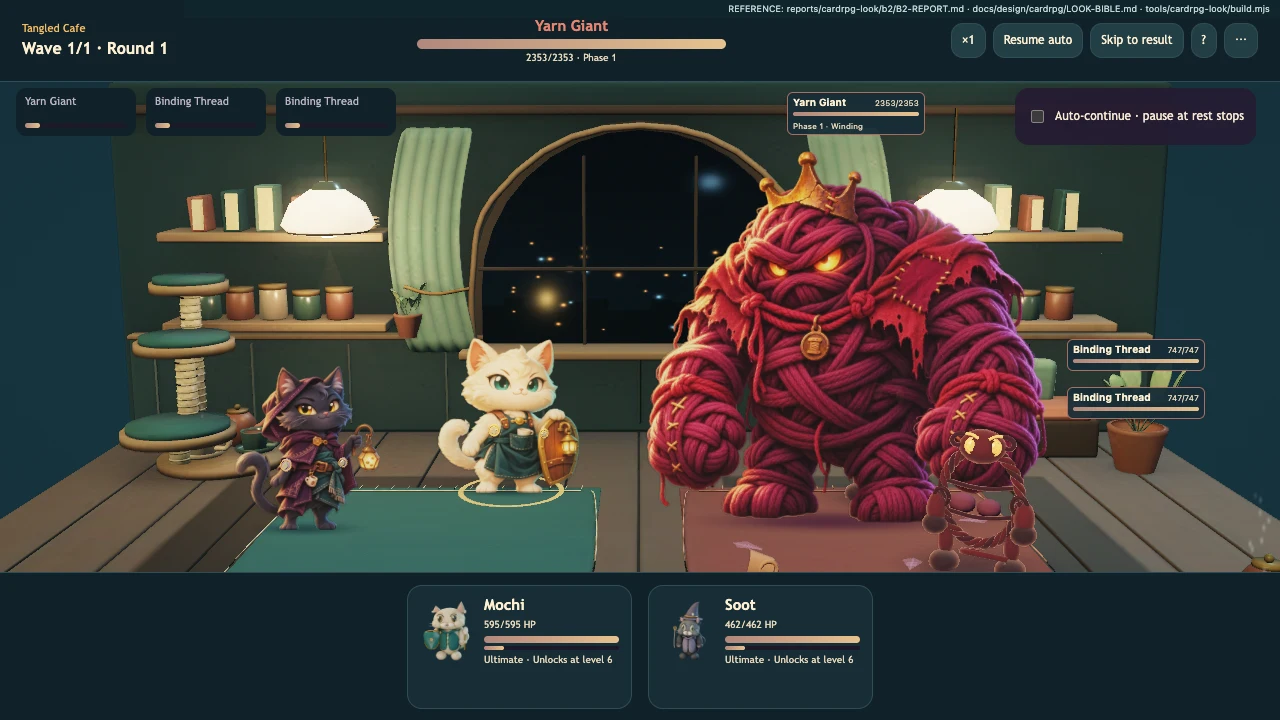 REFERENCE: reports/cardrpg-look/b2/B2-REPORT.md · docs/design/cardrpg/LOOK-BIBLE.md · tools/cardrpg-look/build.mjs
Tangled Cafe
Wave 1/1 · Round 1
Yarn Giant
2353/2353 · Phase 1
×1
Resume auto
Skip to result
?
···
Yarn Giant
Binding Thread
Binding Thread
Yarn Giant 2353/2353
Phase 1 · Winding
Auto-continue · pause at rest stops
Binding Thread 747/747
Binding Thread 747/747
Mochi
595/595 HP
Ultimate · Unlocks at level 6
Soot
462/462 HP
Ultimate · Unlocks at level 6